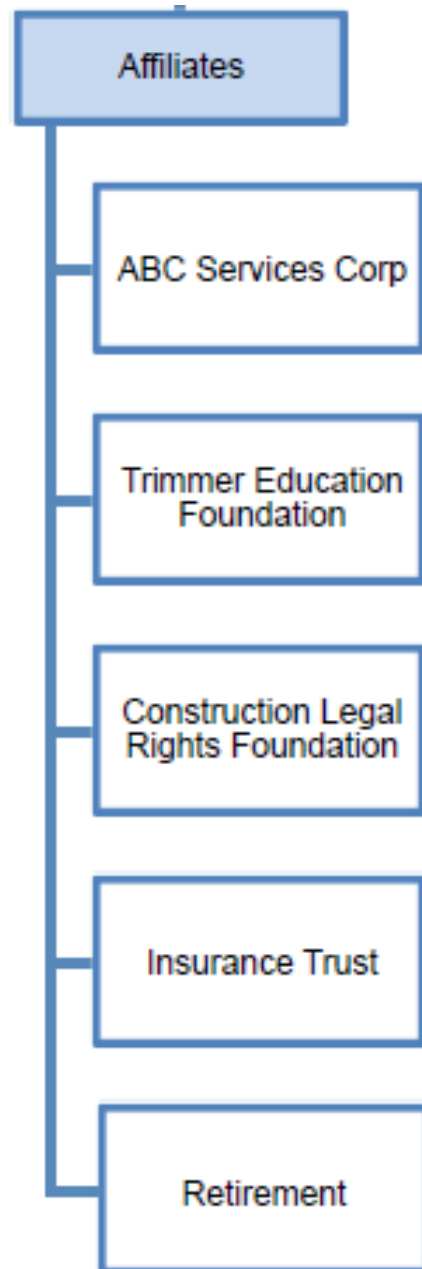 Affiliates
ABC Services Corp
Trimmer Education
Foundation
Construction Legal
Rights Foundation
Insurance Trust
Retirement